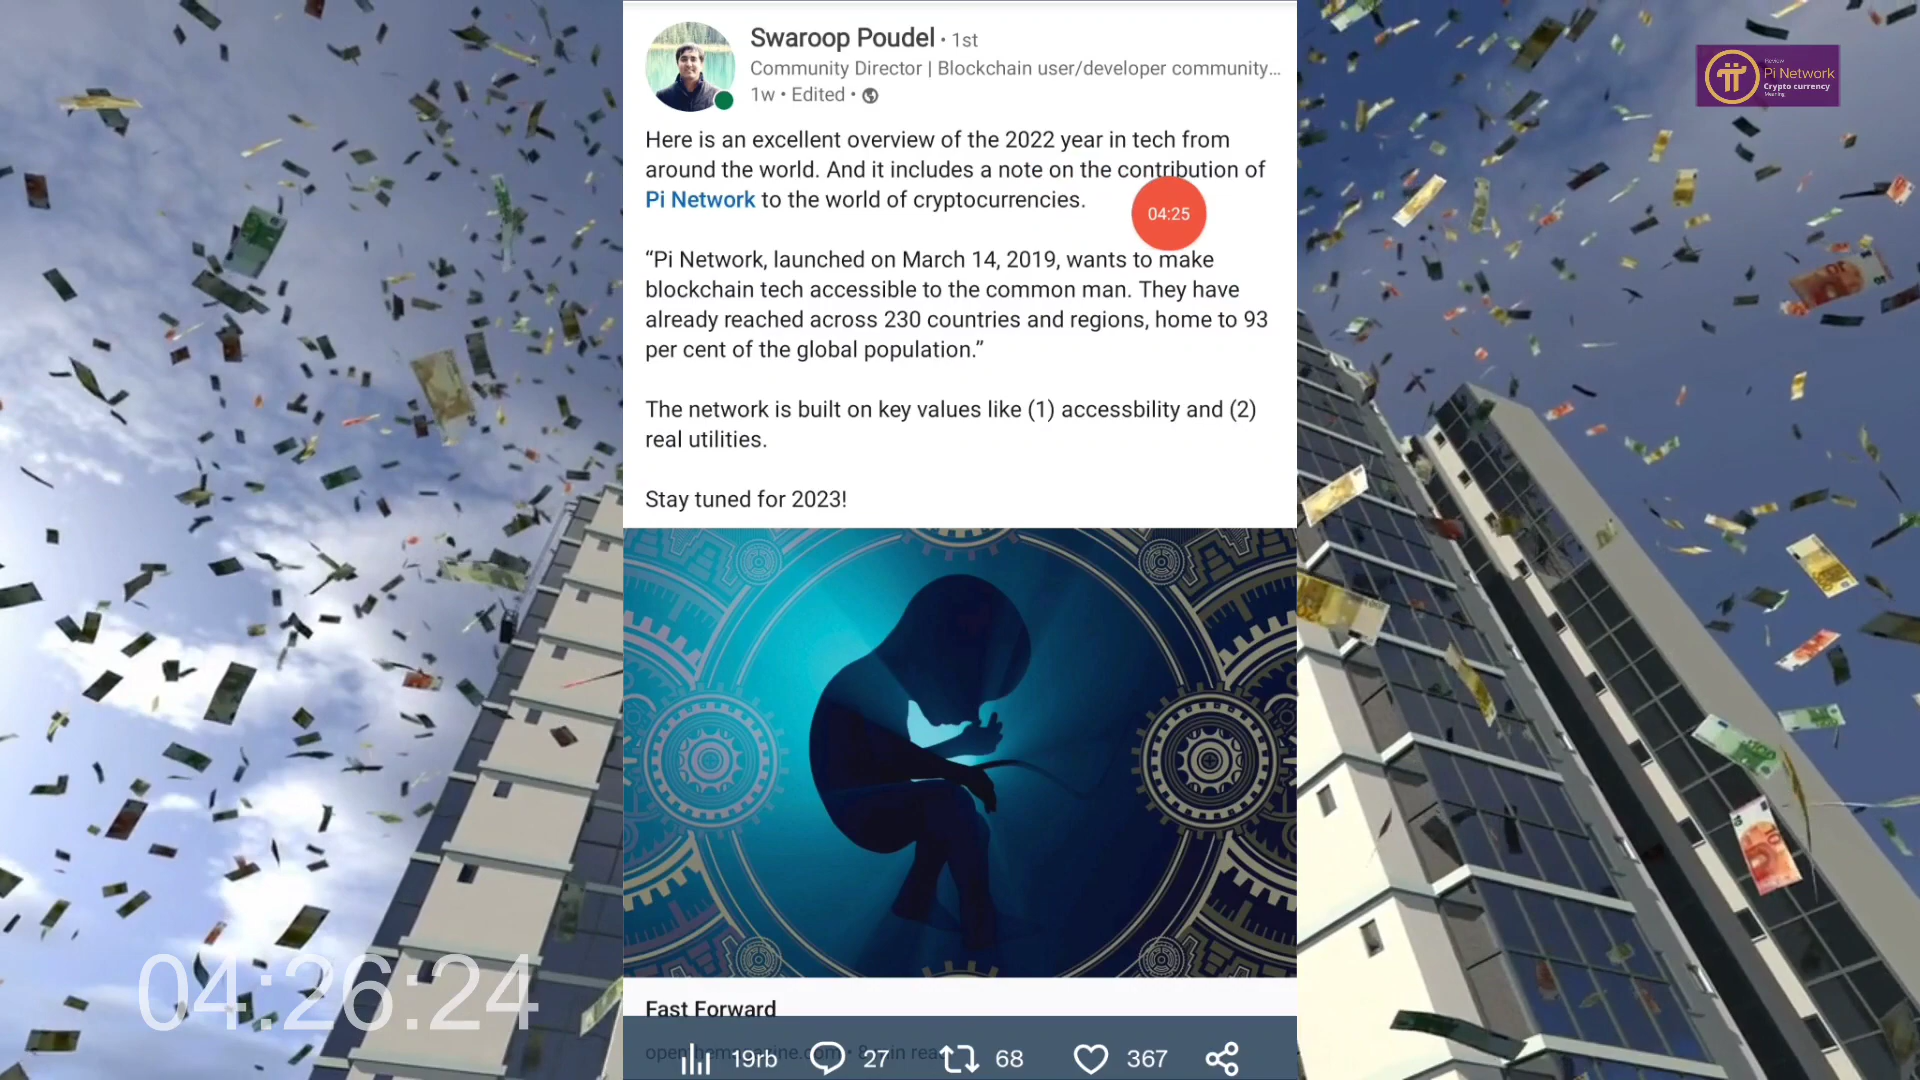 Swaroop Poudel • 1st
Community Director | Blockchain user/developer community...
1w • Edited •
Here is an excellent overview of the 2022 year in tech from
around the world. And it includes a note on the contribution of
Pi Network to the world of cryptocurrencies.
04:25
“Pi Network, launched on March 14, 2019, wants to make
blockchain tech accessible to the common man. They have
already reached across 230 countries and regions, home to 93
per cent of the global population.”
The network is built on key values like (1) accessbility and (2)
real utilities.
Stay tuned for 2023!
Fast Forward
19rb 27 68 367
04:26:24
Review
Pi Network
Crypto currency